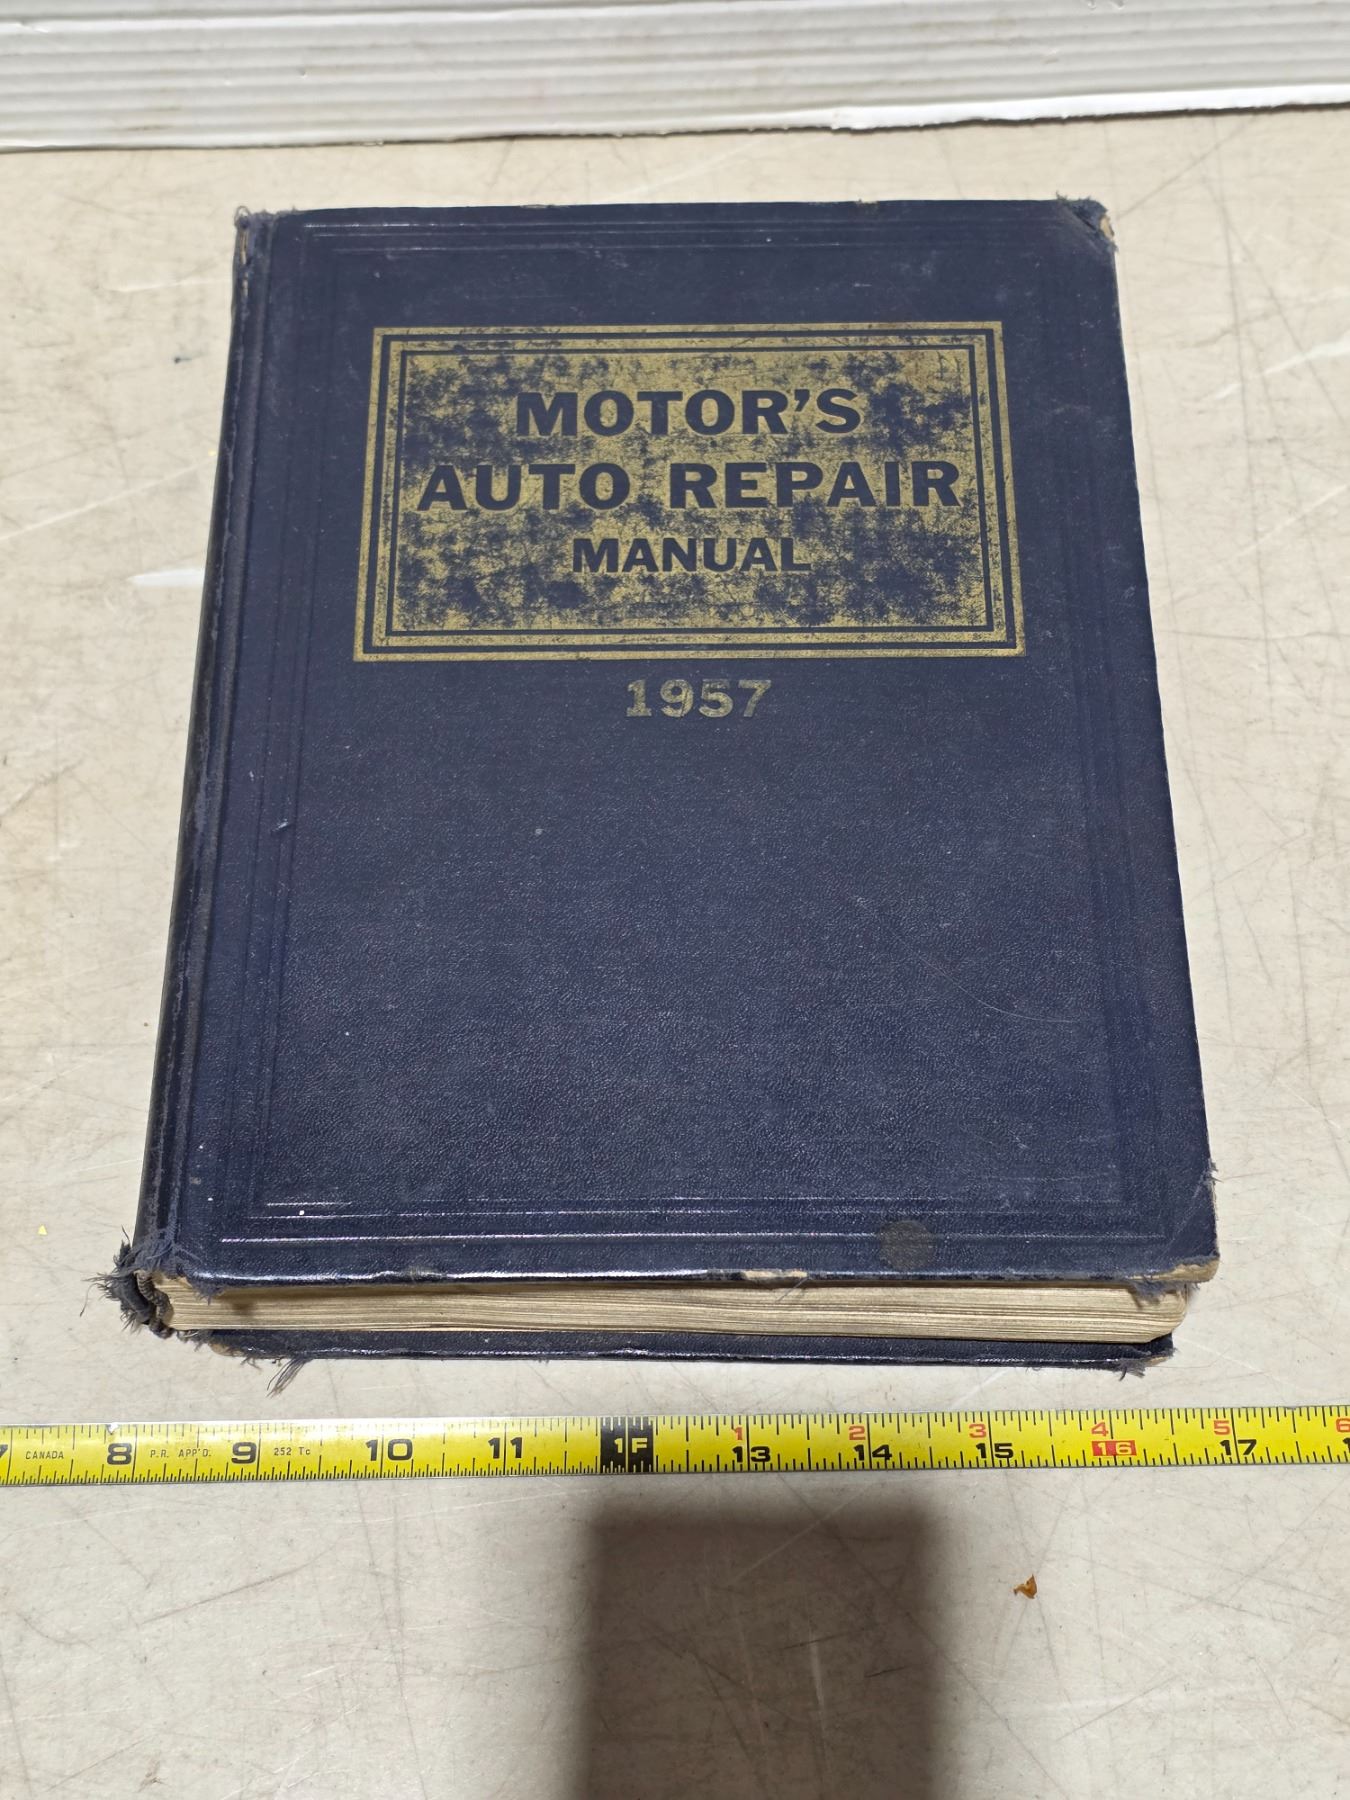 MOTOR'S
AUTO REPAIR
MANUAL
1957
1 2 3 4 5 6
7 CANADA 8 P.R. APP'D. 9 252 Tc 10 11 1F 13 14 15 16 17